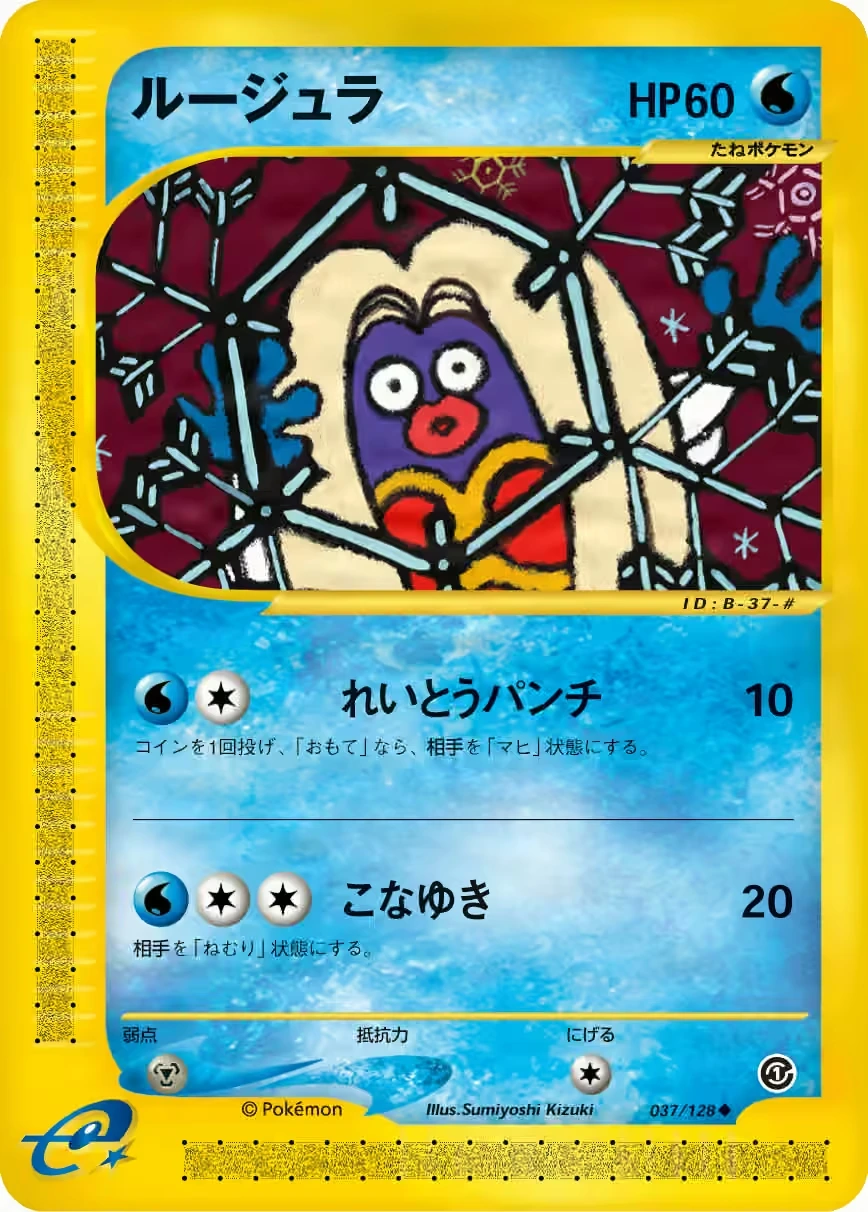 ルージュラ HP60
たねポケモン
ID:B-37-#
れいとうパンチ 10
コインを1回投げ、「おもて」なら、相手を「マヒ」状態にする。
こなゆき 20
相手を「ねむり」状態にする。
弱点 抵抗力 にげる
© Pokémon Illus.Sumiyoshi Kizuki 037/128◆